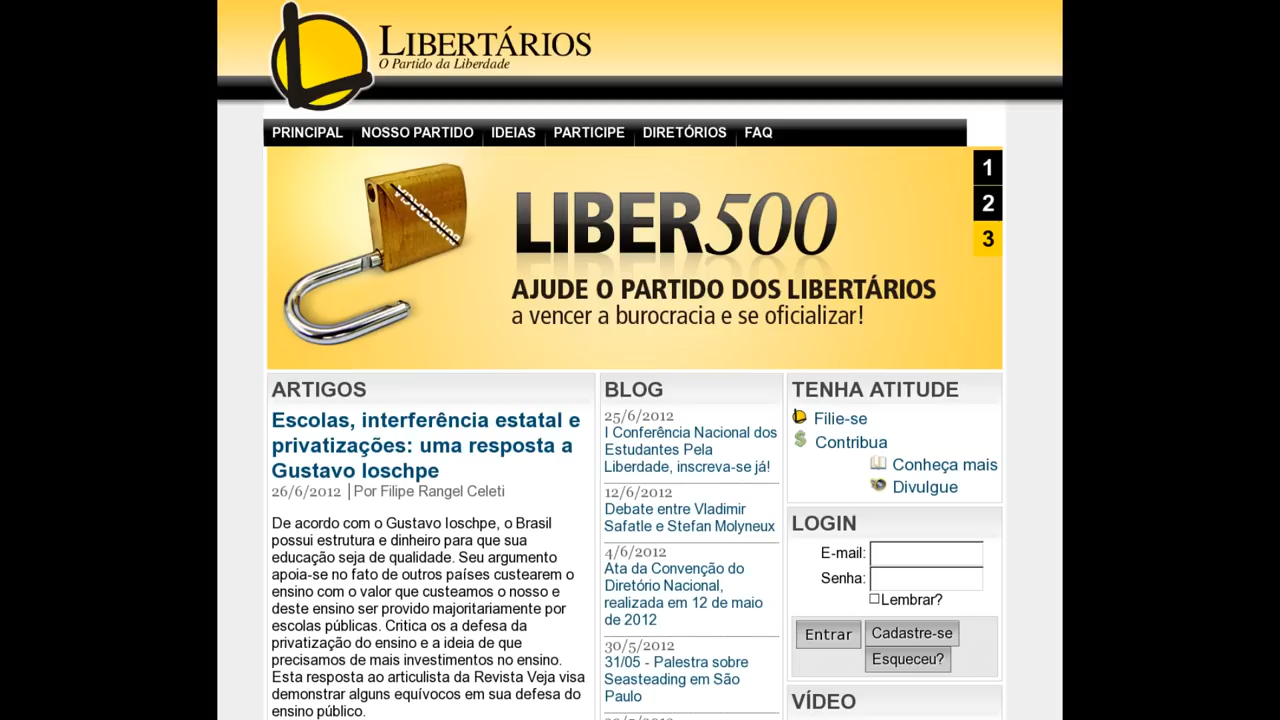 LIBERTÁRIOS
O Partido da Liberdade
PRINCIPAL
NOSSO PARTIDO
IDEIAS
PARTICIPE
DIRETÓRIOS
FAQ
1
2
3
BUROCRACIA
LIBER500
AJUDE O PARTIDO DOS LIBERTÁRIOS
a vencer a burocracia e se oficializar!
ARTIGOS
Escolas, interferência estatal e
privatizações: uma resposta a
Gustavo Ioschpe
26/6/2012 | Por Filipe Rangel Celeti
De acordo com o Gustavo Ioschpe, o Brasil
possui estrutura e dinheiro para que sua
educação seja de qualidade. Seu argumento
apoia-se no fato de outros países custearem o
ensino com o valor que custeamos o nosso e
deste ensino ser provido majoritariamente por
escolas públicas. Critica os a defesa da
privatização do ensino e a ideia de que
precisamos de mais investimentos no ensino.
Esta resposta ao articulista da Revista Veja visa
demonstrar alguns equívocos em sua defesa do
ensino público.
BLOG
25/6/2012
I Conferência Nacional dos
Estudantes Pela
Liberdade, inscreva-se já!
12/6/2012
Debate entre Vladimir
Safatle e Stefan Molyneux
4/6/2012
Ata da Convenção do
Diretório Nacional,
realizada em 12 de maio
de 2012
30/5/2012
31/05 - Palestra sobre
Seasteading em São
Paulo
TENHA ATITUDE
Filie-se
Contribua
Conheça mais
Divulgue
LOGIN
E-mail:
Senha:
Lembrar?
Entrar
Cadastre-se
Esqueceu?
VÍDEO